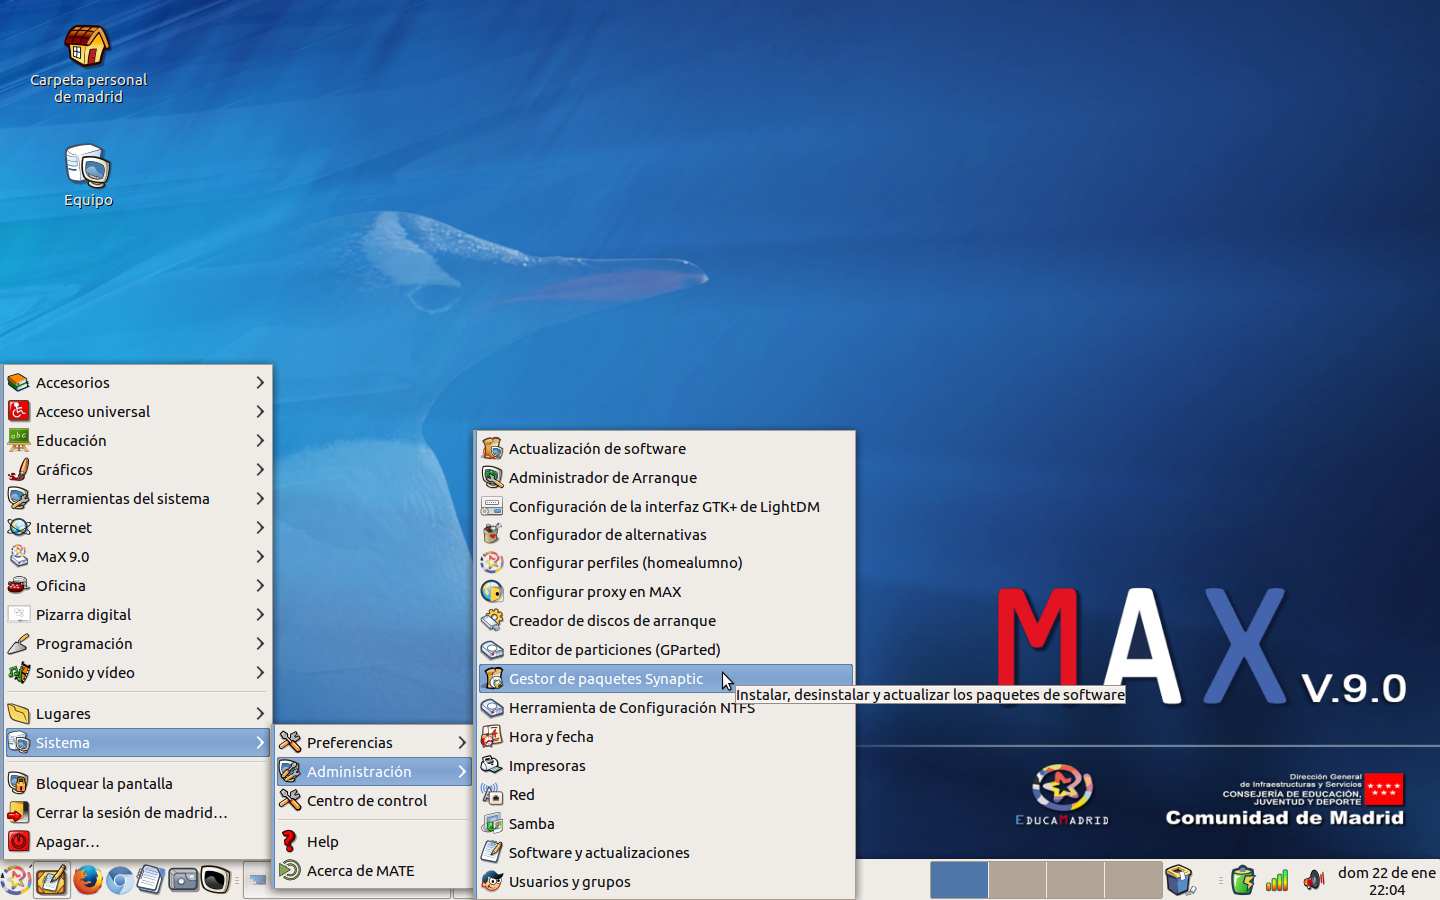 Carpeta personal
de madrid
Equipo
Accesorios
Acceso universal
Educación
Gráficos
Herramientas del sistema
Internet
MaX 9.0
Oficina
Pizarra digital
Programación
Sonido y vídeo
Lugares
Sistema
Bloquear la pantalla
Cerrar la sesión de madrid...
Apagar...
Preferencias
Administración
Centro de control
Help
Acerca de MATE
Actualización de software
Administrador de Arranque
Configuración de la interfaz GTK+ de LightDM
Configurador de alternativas
Configurar perfiles (homealumno)
Configurar proxy en MAX
Creador de discos de arranque
Editor de particiones (GParted)
Gestor de paquetes Synaptic
Instalar, desinstalar y actualizar los paquetes de software
Herramienta de Configuración NTFS
Hora y fecha
Impresoras
Red
Samba
Software y actualizaciones
Usuarios y grupos
MAX V.9.0
EDUCAMADRID
Dirección General
de Infraestructuras y Servicios
CONSEJERÍA DE EDUCACIÓN,
JUVENTUD Y DEPORTE
Comunidad de Madrid
dom 22 de ene
22:04